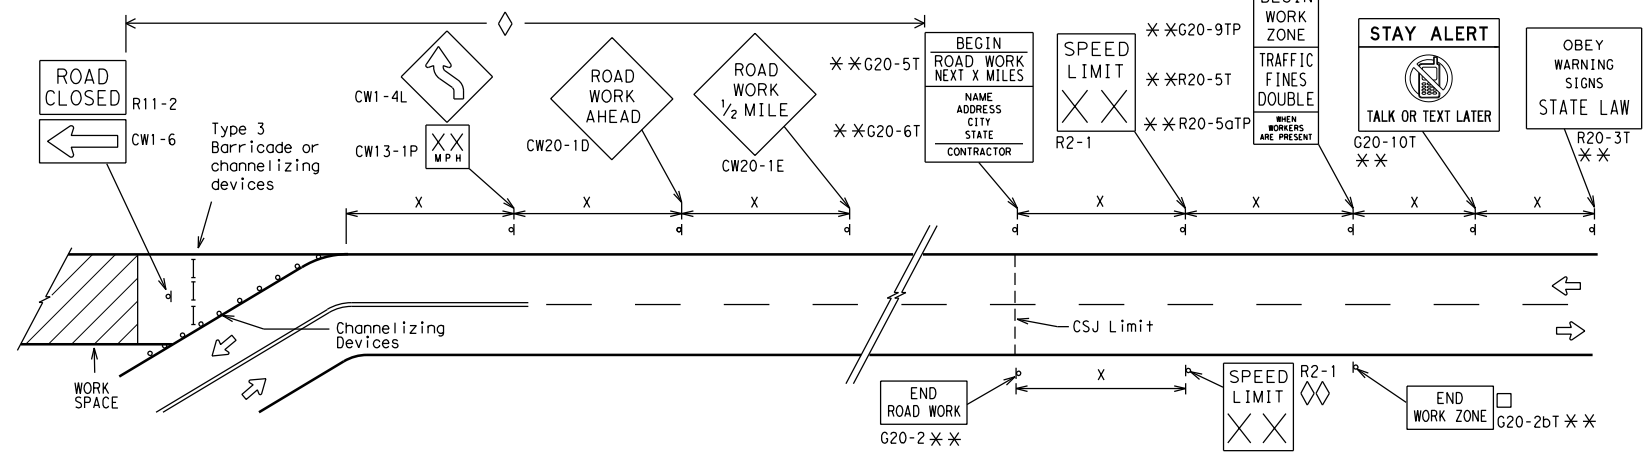 ROAD
CLOSED
R11-2
CW1-6
Type 3
Barricade or
channelizing
devices
CW1-4L
XX
MPH
CW13-1P
ROAD
WORK
AHEAD
CW20-1D
ROAD
WORK
1/2 MILE
CW20-1E
**G20-5T
BEGIN
ROAD WORK
NEXT X MILES
**G20-6T
NAME
ADDRESS
CITY
STATE
CONTRACTOR
SPEED
LIMIT
XX
R2-1
**G20-9TP
BEGIN
WORK
ZONE
**R20-5T
TRAFFIC
FINES
DOUBLE
**R20-5aTP
WHEN
WORKERS
ARE PRESENT
STAY ALERT
TALK OR TEXT LATER
G20-10T
**
OBEY
WARNING
SIGNS
STATE LAW
R20-3T
**
X
X
X
X
X
X
X
Channelizing
Devices
WORK
SPACE
CSJ Limit
X
END
ROAD WORK
G20-2 **
SPEED
LIMIT
XX
R2-1
END
WORK ZONE
G20-2bT **